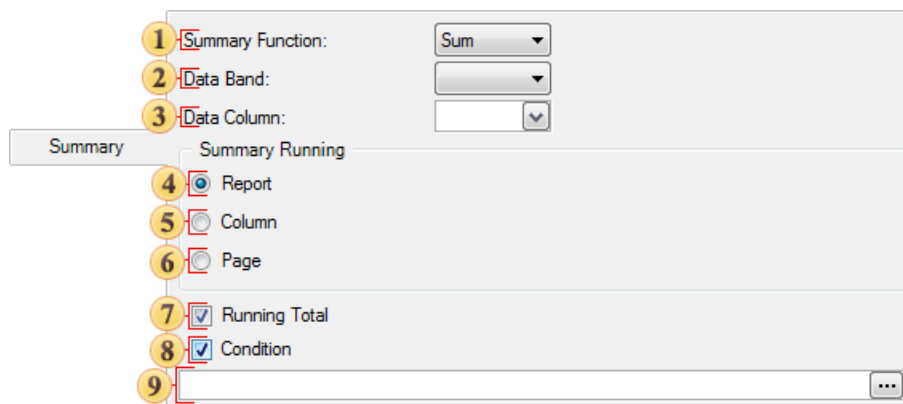 1 Summary Function: Sum
2 Data Band:
3 Data Column:
Summary
Summary Running
4 Report
5 Column
6 Page
7 Running Total
8 Condition
9 ...